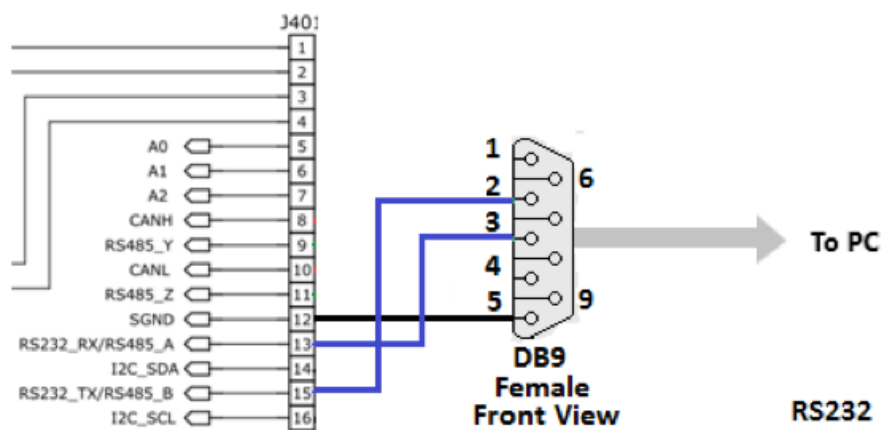 J401
1
2
3
4
A0 5
A1 6
A2 7
CANH 8
RS485_Y 9
CANL 10
RS485_Z 11
SGND 12
RS232_RX/RS485_A 13
I2C_SDA 14
RS232_TX/RS485_B 15
I2C_SCL 16
1
6
2
3
4
5
9
To PC
DB9
Female
Front View
RS232